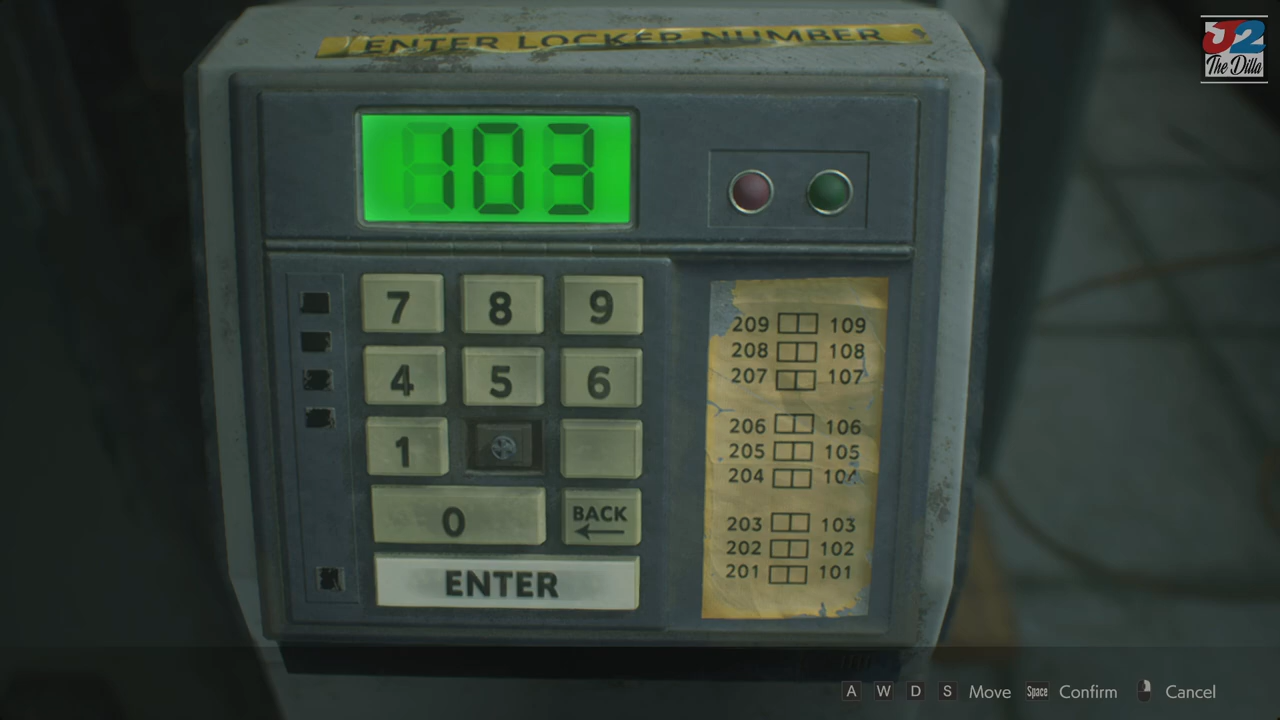 ENTER LOCKER NUMBER
J2
The Dilla
103
7 8 9
4 5 6
1
0 BACK
ENTER
209 109
208 108
207 107
206 106
205 105
204 104
203 103
202 102
201 101
A W D S Move Space Confirm Cancel